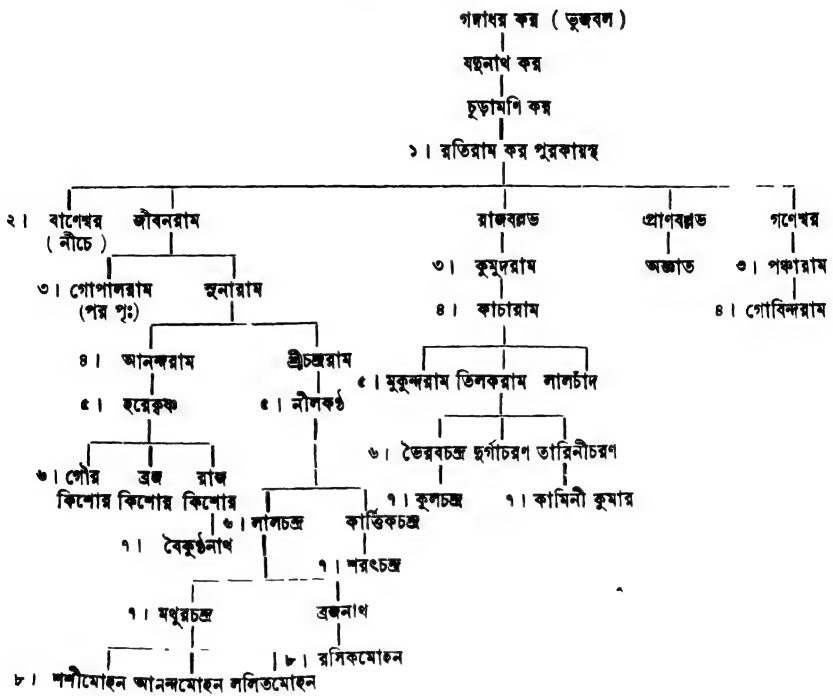 গঙ্গাধর কর ( ভুজবল )
যদুনাথ কর
চূড়ামণি কর
১। রতিরাম কর পুরকায়স্থ
২। বাণেশ্বর জীবনরাম রাজবল্লভ প্রাণবল্লভ গণেশ্বর
( নীচে )
৩। কুমুদরাম অজ্ঞাত ৩। পঞ্চারাম
৩। গোপালরাম সুনারাম
(পর পৃঃ)
৪। কাচারাম ৪। গোবিন্দরাম
৪। আনন্দরাম শ্রীচন্দ্ররাম
৫। মুকুন্দরাম তিলকরাম লালচাঁদ
৫। হরেকৃষ্ণ ৫। নীলকণ্ঠ
৬। ভৈরবচন্দ্র দুর্গাচরণ তারিনীচরণ
৬। গৌর ব্রজ রাজ
কিশোর কিশোর কিশোর
৭। কুলচন্দ্র ৭। কামিনী কুমার
৬। লালচন্দ্র কার্ত্তিকচন্দ্র
৭। বৈকুণ্ঠনাথ
৭। শরৎচন্দ্র
৭। মথুরচন্দ্র ব্রজনাথ
৮। রসিকমোহন
৮। শশীমোহন আনন্দমোহন ললিতমোহন